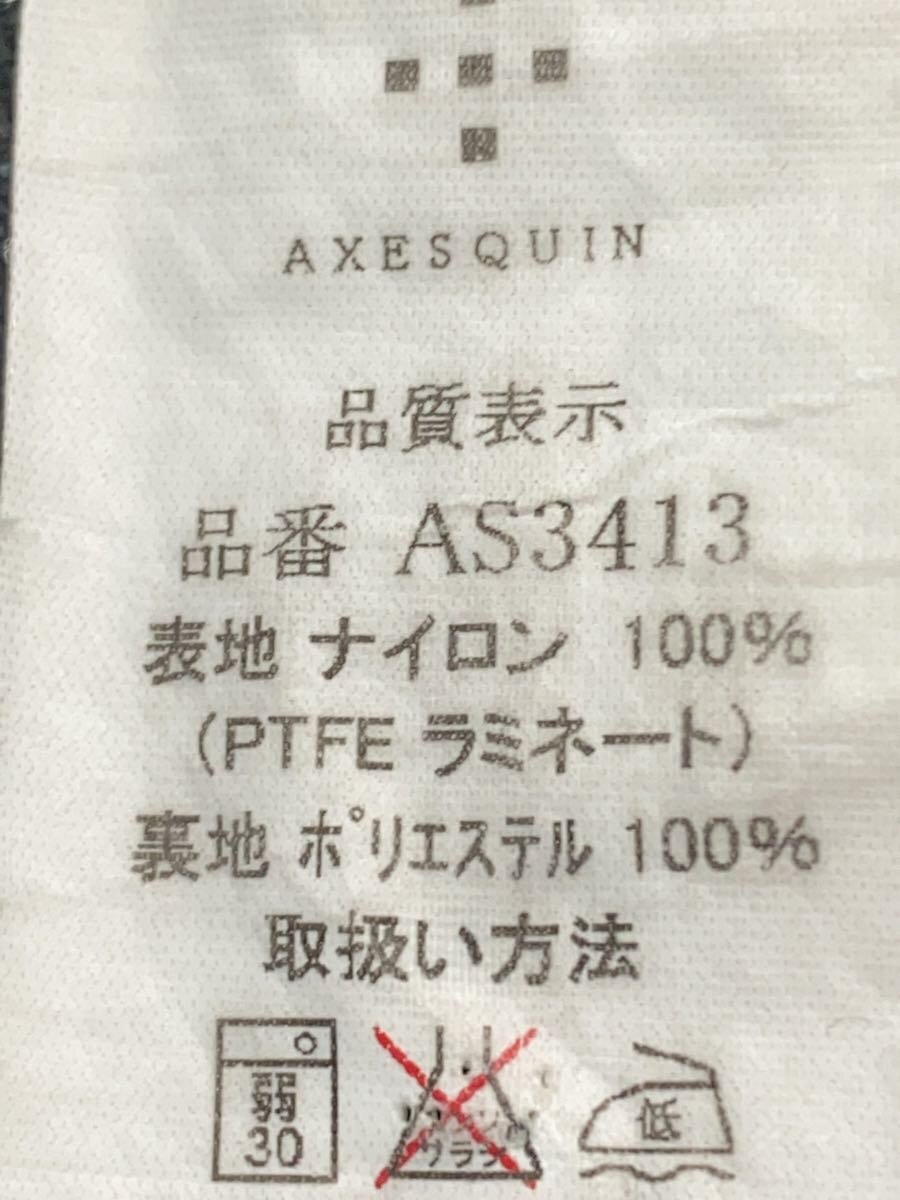 AXESQUIN
品質表示
品番 AS3413
表地 ナイロン 100%
(PTFE ラミネート)
裏地 ポリエステル 100%
取扱い方法
弱
30
低